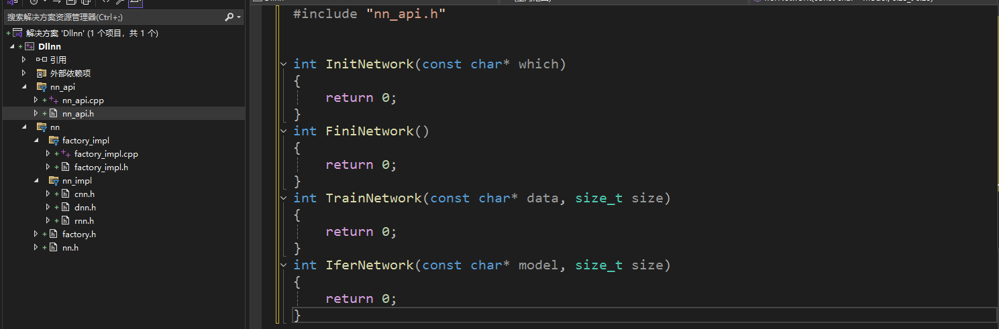 搜索解决方案资源管理器(Ctrl+;)
解决方案 'Dllnn' (1 个项目，共 1 个)
Dllnn
引用
外部依赖项
nn_api
nn_api.cpp
nn_api.h
nn
factory_impl
factory_impl.cpp
factory_impl.h
nn_impl
cnn.h
dnn.h
rnn.h
factory.h
nn.h
#include "nn_api.h"
int InitNetwork(const char* which)
{
return 0;
}
int FiniNetwork()
{
return 0;
}
int TrainNetwork(const char* data, size_t size)
{
return 0;
}
int IferNetwork(const char* model, size_t size)
{
return 0;
}